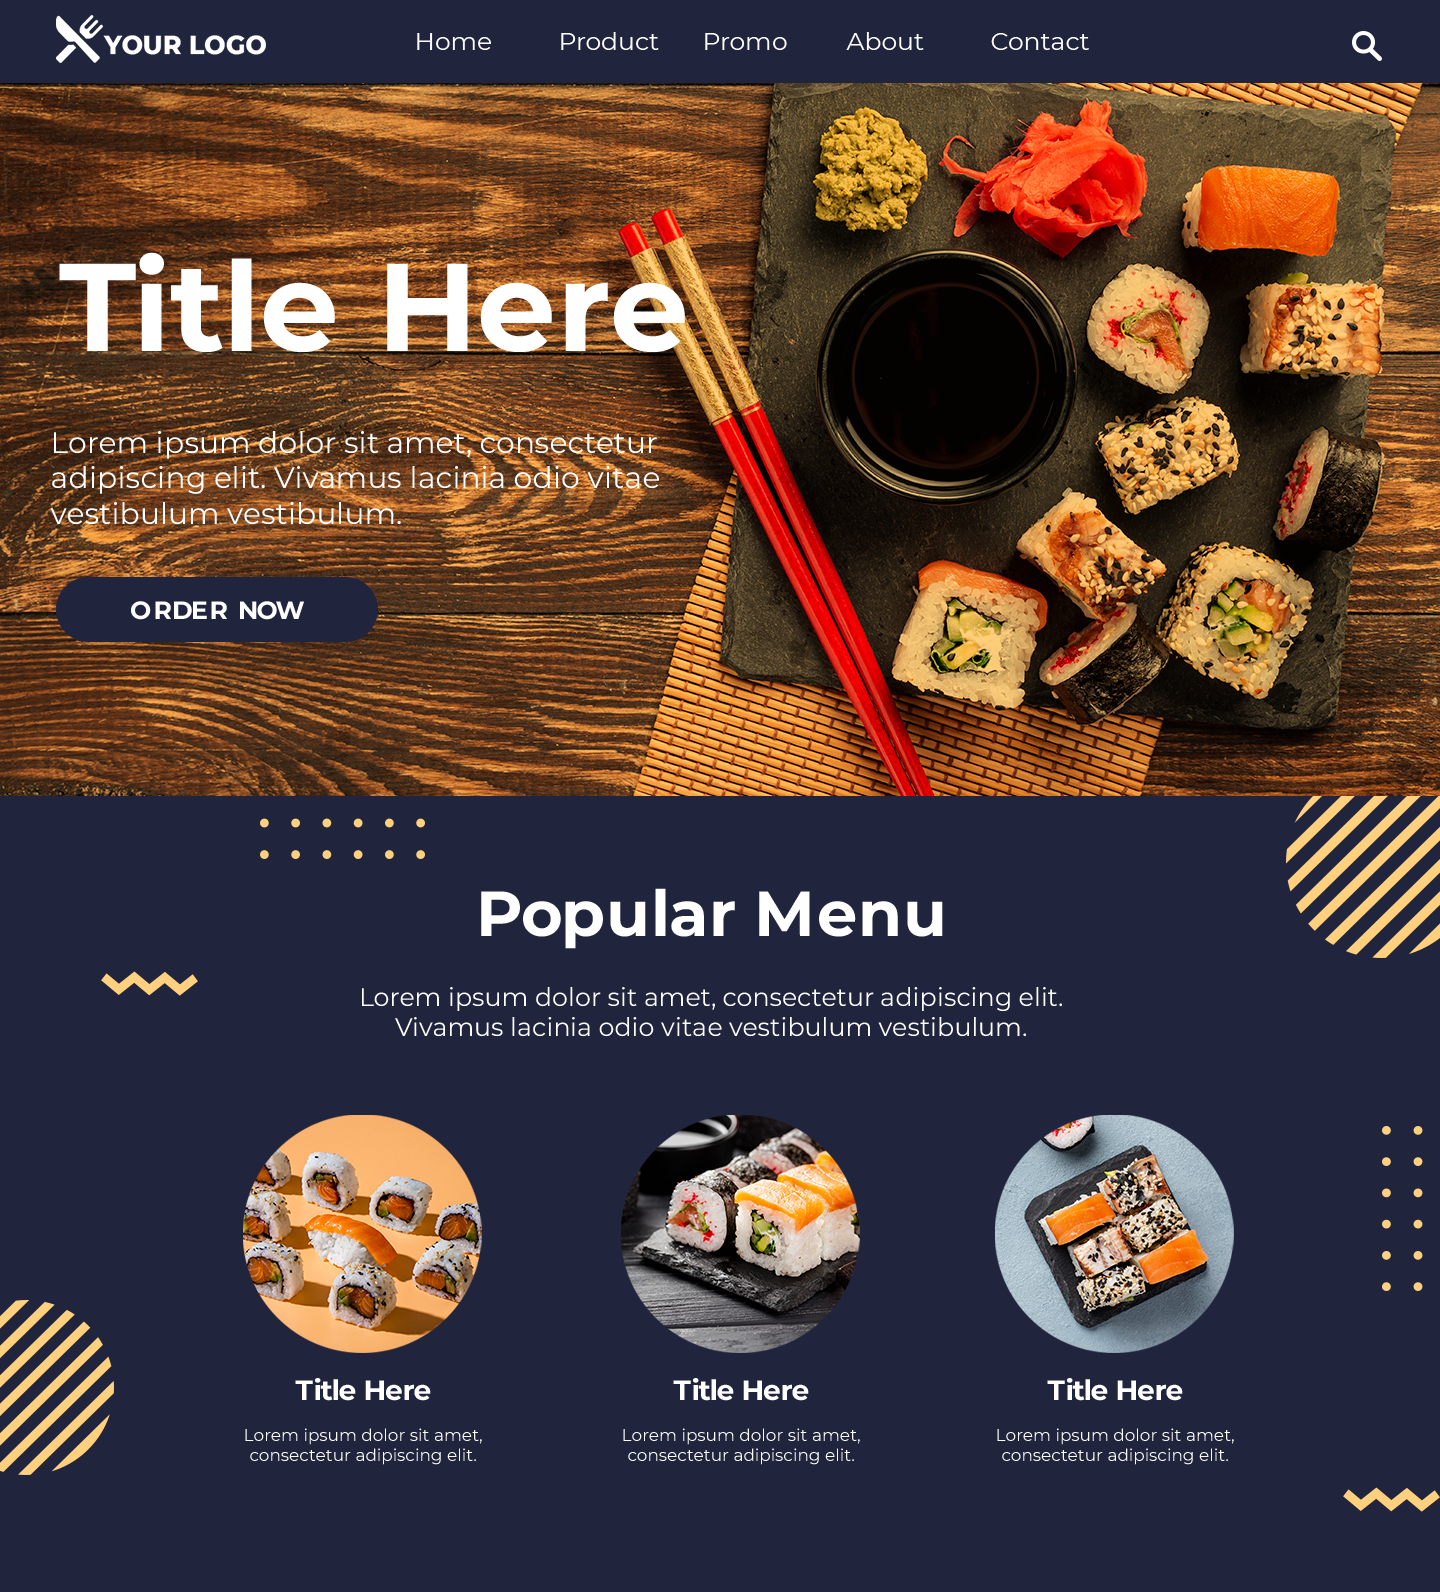 YOUR LOGO
Home Product Promo About Contact
Title Here
Lorem ipsum dolor sit amet, consectetur
adipiscing elit. Vivamus lacinia odio vitae
vestibulum vestibulum.
ORDER NOW
Popular Menu
Lorem ipsum dolor sit amet, consectetur adipiscing elit.
Vivamus lacinia odio vitae vestibulum vestibulum.
Title Here
Lorem ipsum dolor sit amet,
consectetur adipiscing elit.
Title Here
Lorem ipsum dolor sit amet,
consectetur adipiscing elit.
Title Here
Lorem ipsum dolor sit amet,
consectetur adipiscing elit.